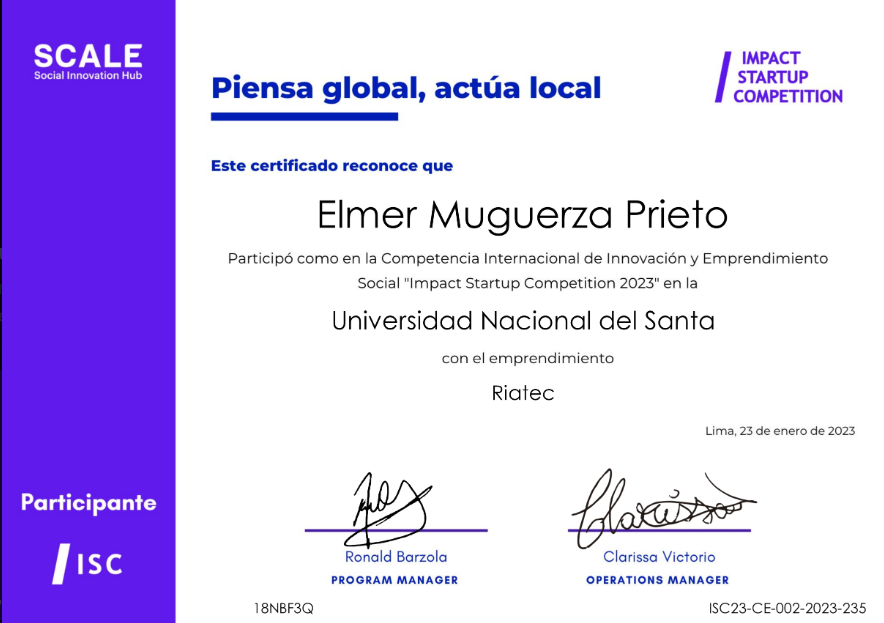 SCALE
Social Innovation Hub
IMPACT
STARTUP
COMPETITION
Piensa global, actúa local
Este certificado reconoce que
Elmer Muguerza Prieto
Participó como en la Competencia Internacional de Innovación y Emprendimiento
Social "Impact Startup Competition 2023" en la
Universidad Nacional del Santa
con el emprendimiento
Riatec
Lima, 23 de enero de 2023
Participante
ISC
Ronald Barzola
PROGRAM MANAGER
Clarissa Victorio
OPERATIONS MANAGER
18NBF3Q
ISC23-CE-002-2023-235